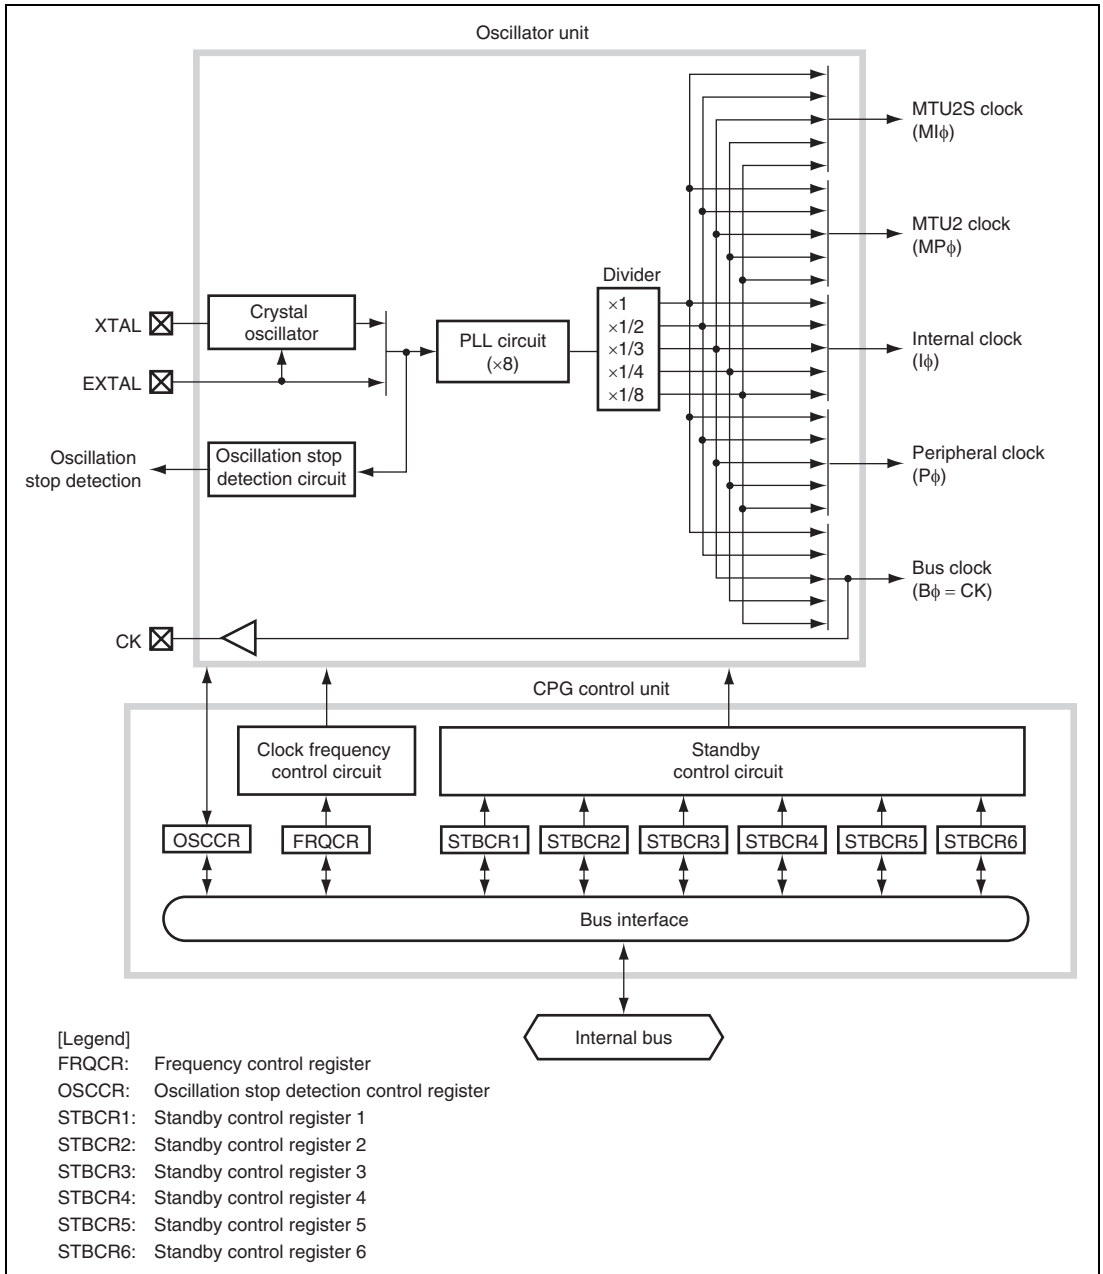 Oscillator unit
MTU2S clock
(MIϕ)
MTU2 clock
(MPϕ)
Divider
×1
×1/2
×1/3
×1/4
×1/8
XTAL
Crystal
oscillator
EXTAL
PLL circuit
(×8)
Internal clock
(Iϕ)
Oscillation
stop detection
Oscillation stop
detection circuit
Peripheral clock
(Pϕ)
Bus clock
(Bϕ = CK)
CK
CPG control unit
Clock frequency
control circuit
Standby
control circuit
OSCCR
FRQCR
STBCR1
STBCR2
STBCR3
STBCR4
STBCR5
STBCR6
Bus interface
Internal bus
[Legend]
FRQCR: Frequency control register
OSCCR: Oscillation stop detection control register
STBCR1: Standby control register 1
STBCR2: Standby control register 2
STBCR3: Standby control register 3
STBCR4: Standby control register 4
STBCR5: Standby control register 5
STBCR6: Standby control register 6